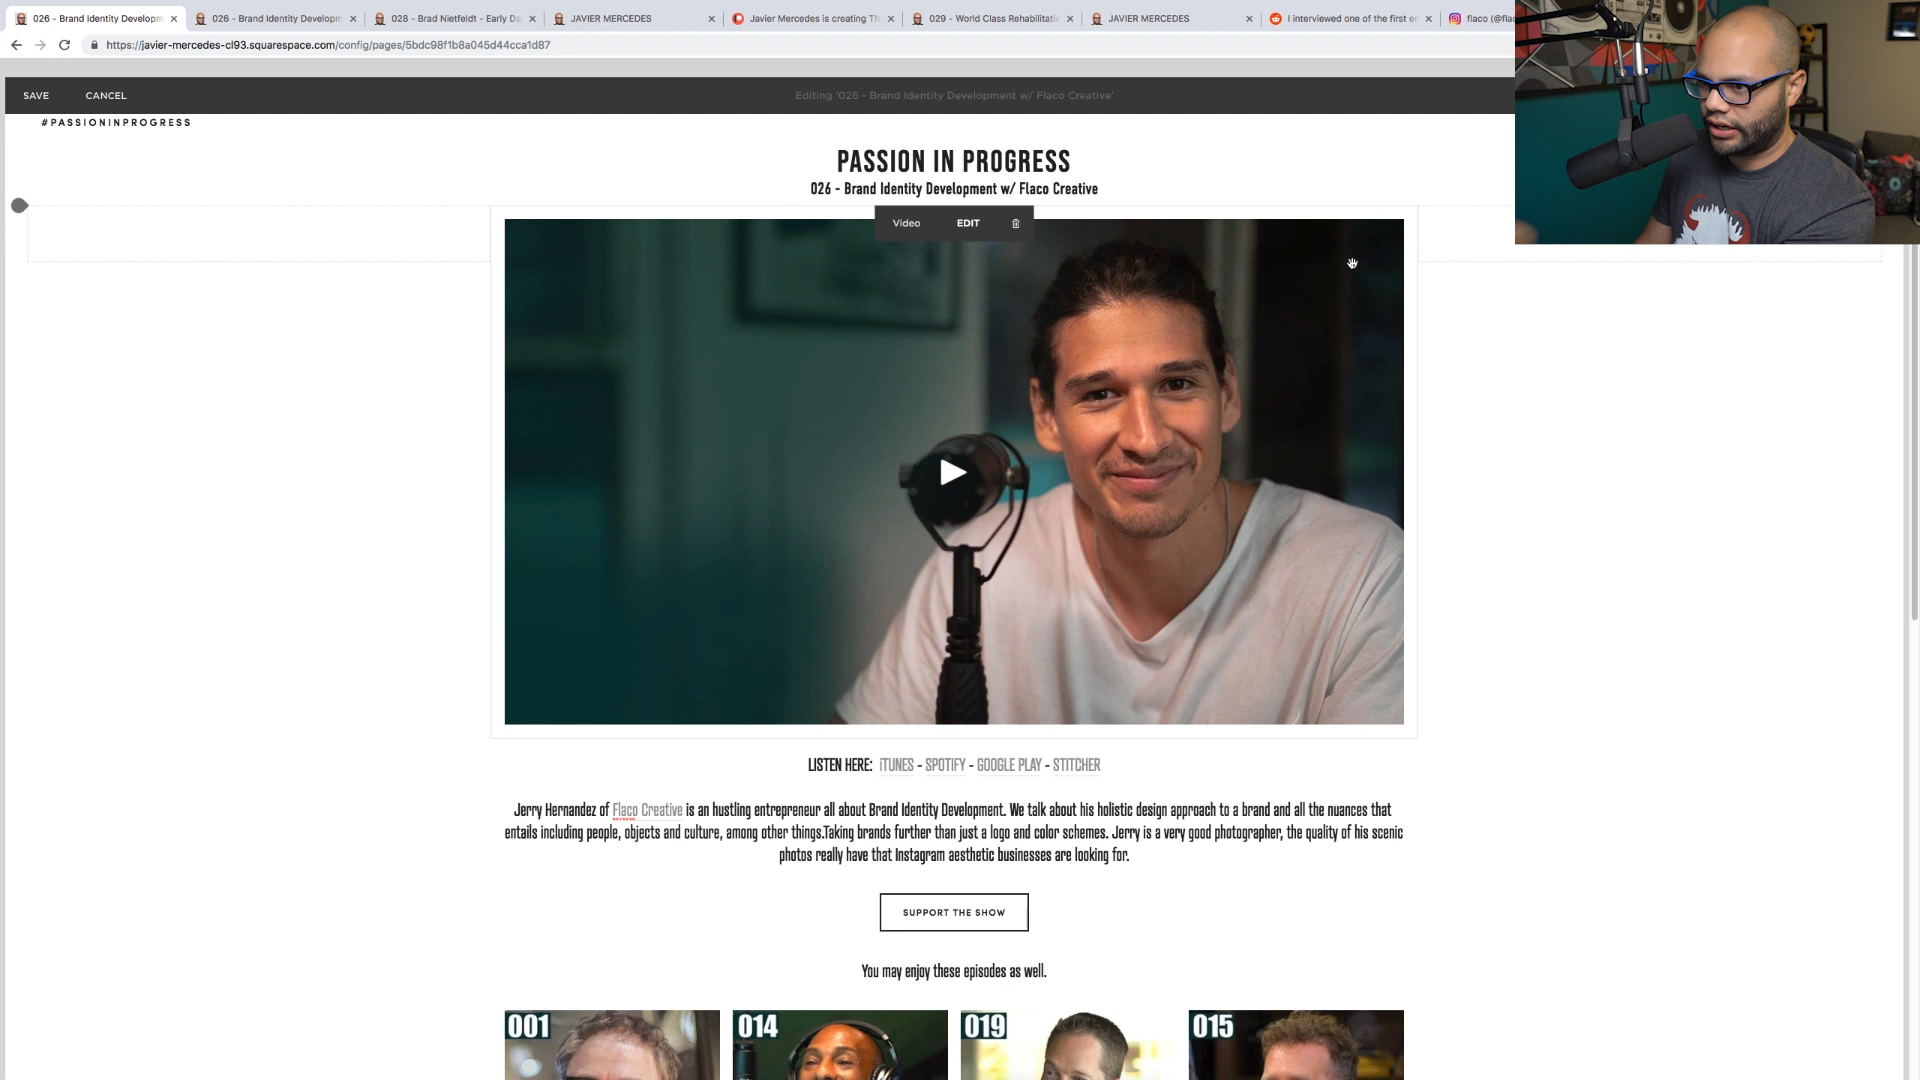 026 - Brand Identity Developm
026 - Brand Identity Developm
028 - Brad Nietfeldt - Early Da
JAVIER MERCEDES
Javier Mercedes is creating Th
029 - World Class Rehabilitatio
JAVIER MERCEDES
I interviewed one of the first em
flaco (@flac
https://javier-mercedes-cl93.squarespace.com/config/pages/5bdc98f1b8a045d44cca1d87
SAVE
CANCEL
Editing '026 - Brand Identity Development w/ Flaco Creative'
#PASSIONINPROGRESS
PASSION IN PROGRESS
026 - Brand Identity Development w/ Flaco Creative
Video
EDIT
LISTEN HERE: iTUNES - SPOTIFY - GOOGLE PLAY - STITCHER
Jerry Hernandez of Flaco Creative is an hustling entrepreneur all about Brand Identity Development. We talk about his holistic design approach to a brand and all the nuances that
entails including people, objects and culture, among other things.Taking brands further than just a logo and color schemes. Jerry is a very good photographer, the quality of his scenic
photos really have that Instagram aesthetic businesses are looking for.
SUPPORT THE SHOW
You may enjoy these episodes as well.
001
014
019
015